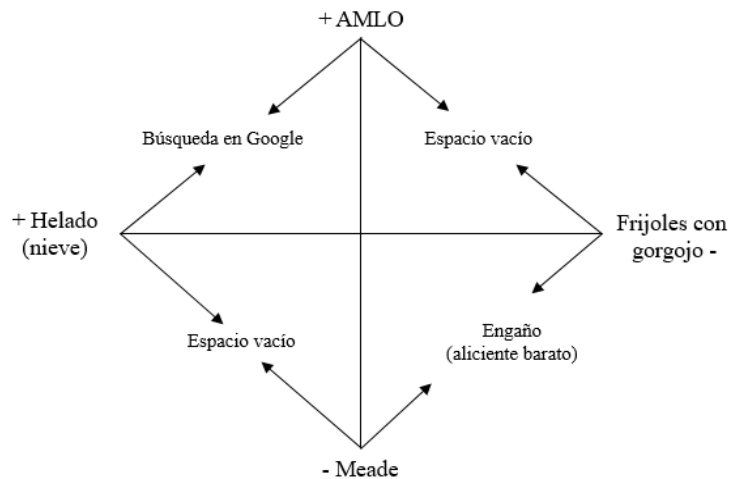 + AMLO
Búsqueda en Google
Espacio vacío
+ Helado
(nieve)
Frijoles con
gorgojo -
Espacio vacío
Engaño
(aliciente barato)
- Meade